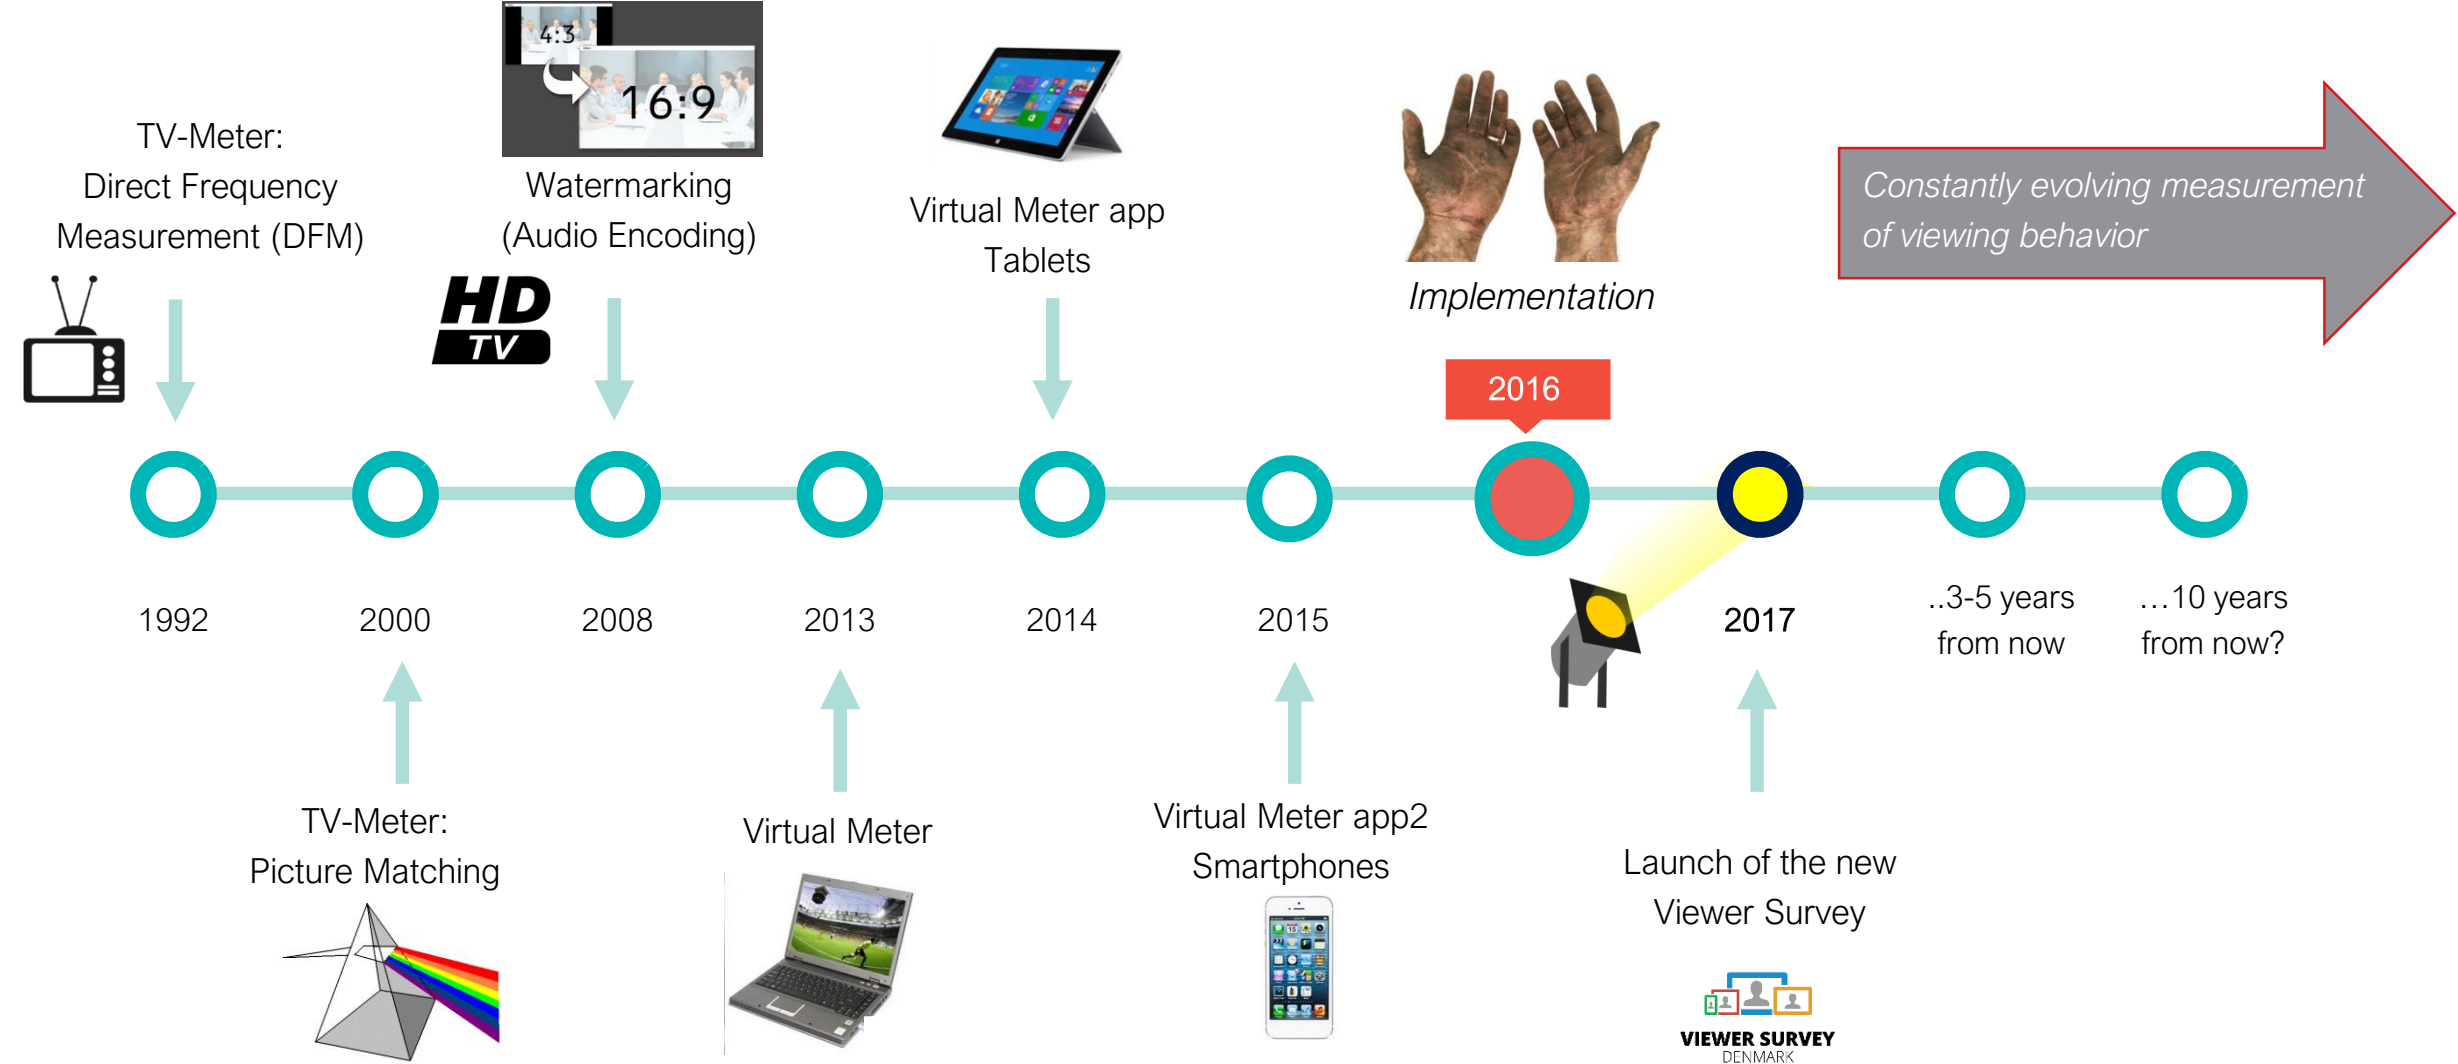 TV-Meter:
Direct Frequency
Measurement (DFM)
4:3
16:9
Watermarking
(Audio Encoding)
HD
TV
Virtual Meter app
Tablets
Implementation
Constantly evolving measurement
of viewing behavior
2016
1992
2000
2008
2013
2014
2015
2017
..3-5 years
from now
...10 years
from now?
TV-Meter:
Picture Matching
Virtual Meter
Virtual Meter app2
Smartphones
Launch of the new
Viewer Survey
VIEWER SURVEY
DENMARK